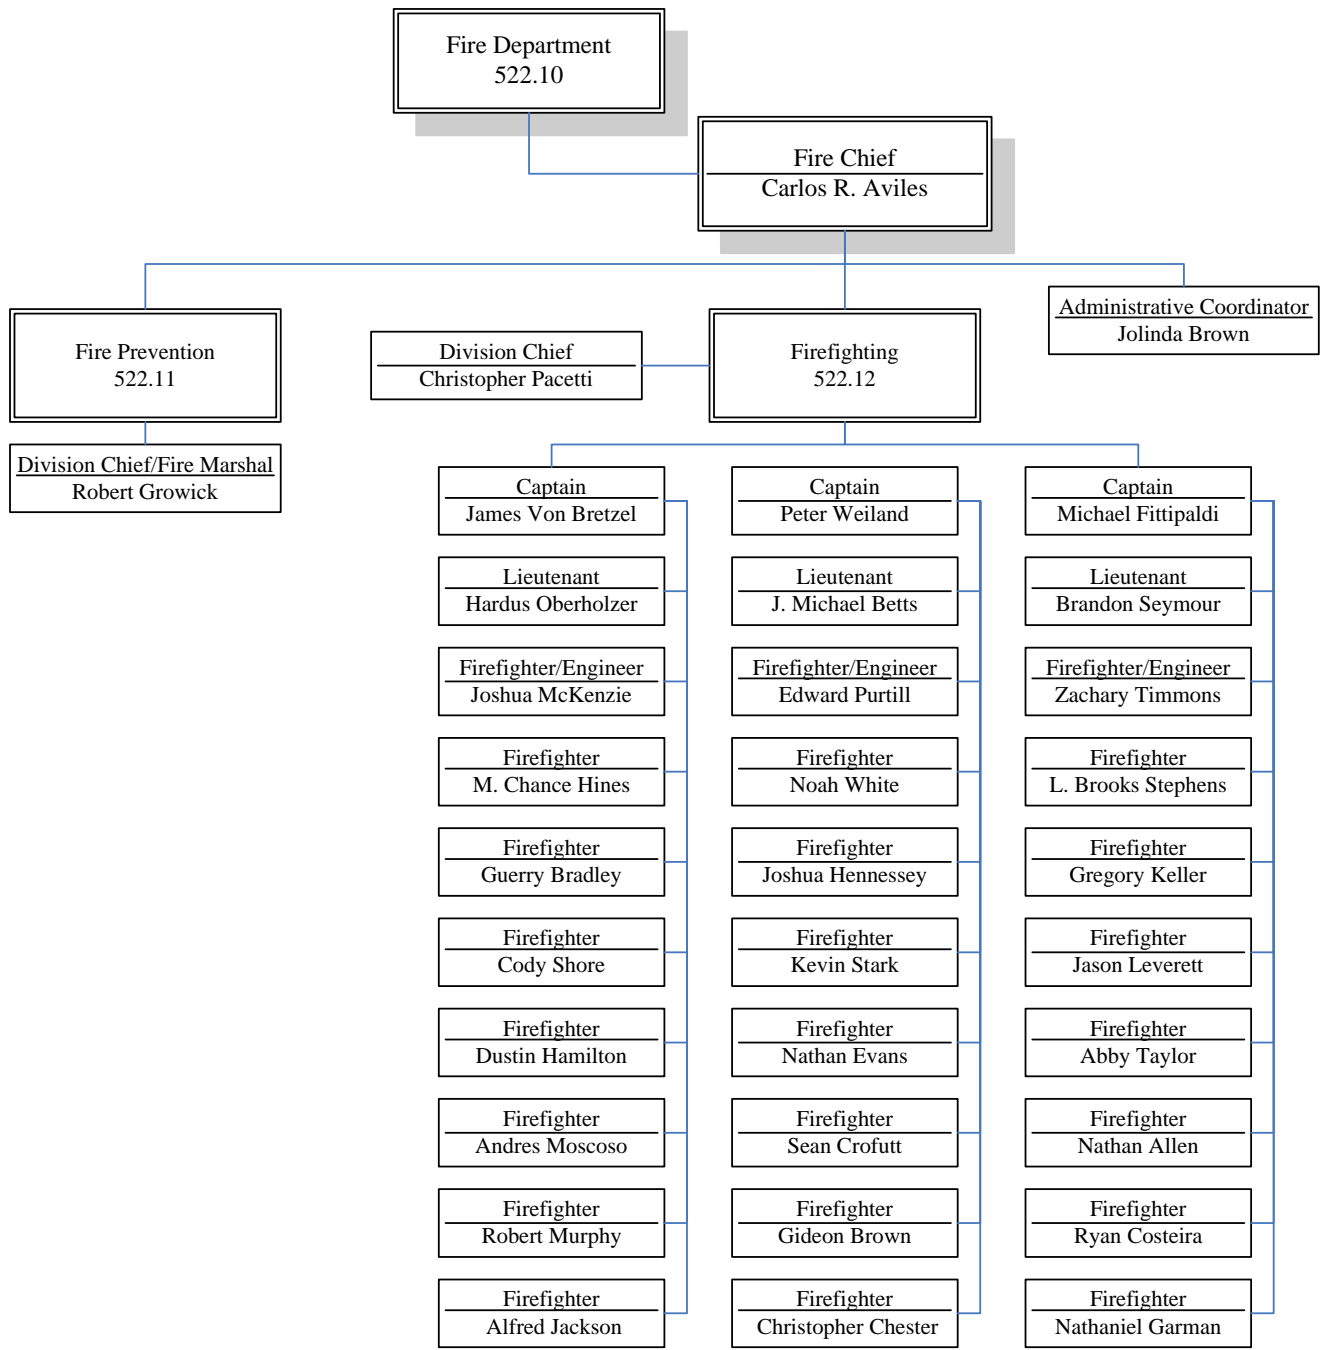 Fire Department
522.10
Fire Chief
Carlos R. Aviles
Administrative Coordinator
Jolinda Brown
Fire Prevention
522.11
Division Chief
Christopher Pacetti
Firefighting
522.12
Division Chief/Fire Marshal
Robert Growick
Captain
James Von Bretzel
Lieutenant
Hardus Oberholzer
Firefighter/Engineer
Joshua McKenzie
Firefighter
M. Chance Hines
Firefighter
Guerry Bradley
Firefighter
Cody Shore
Firefighter
Dustin Hamilton
Firefighter
Andres Moscoso
Firefighter
Robert Murphy
Firefighter
Alfred Jackson
Captain
Peter Weiland
Lieutenant
J. Michael Betts
Firefighter/Engineer
Edward Purtill
Firefighter
Noah White
Firefighter
Joshua Hennessey
Firefighter
Kevin Stark
Firefighter
Nathan Evans
Firefighter
Sean Crofutt
Firefighter
Gideon Brown
Firefighter
Christopher Chester
Captain
Michael Fittipaldi
Lieutenant
Brandon Seymour
Firefighter/Engineer
Zachary Timmons
Firefighter
L. Brooks Stephens
Firefighter
Gregory Keller
Firefighter
Jason Leverett
Firefighter
Abby Taylor
Firefighter
Nathan Allen
Firefighter
Ryan Costeira
Firefighter
Nathaniel Garman